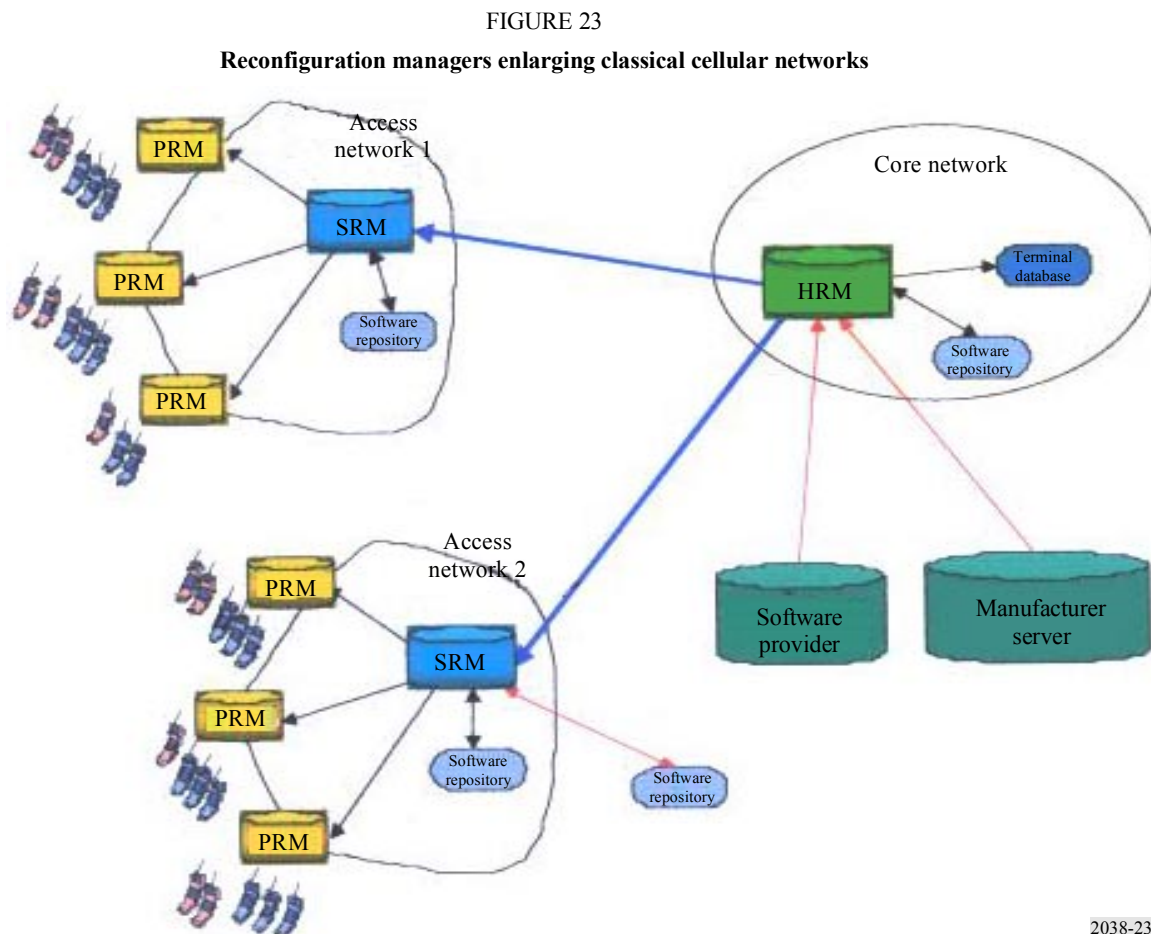 FIGURE 23
Reconfiguration managers enlarging classical cellular networks
Access
network 1
PRM
SRM
PRM
Software
repository
PRM
Core network
HRM
Terminal
database
Software
repository
Access
network 2
PRM
SRM
PRM
Software
repository
PRM
Software
repository
Software
provider
Manufacturer
server
2038-23